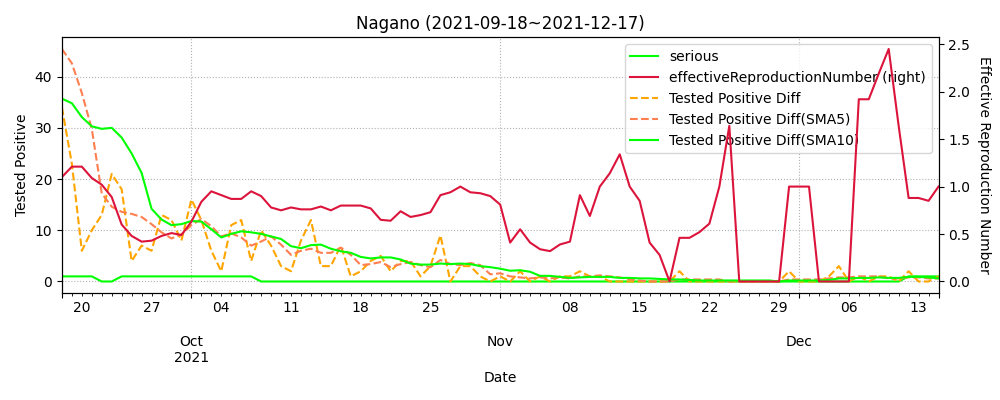 Nagano (2021-09-18~2021-12-17)
serious
effectiveReproductionNumber (right)
Tested Positive Diff
Tested Positive Diff(SMA5)
Tested Positive Diff(SMA10)
Tested Positive
40
30
20
10
0
2.5
2.0
1.5
1.0
0.5
0.0
Effective Reproduction Number
20 27 04 11 18 25 08 15 22 29 06 13
Oct Nov Dec
2021
Date